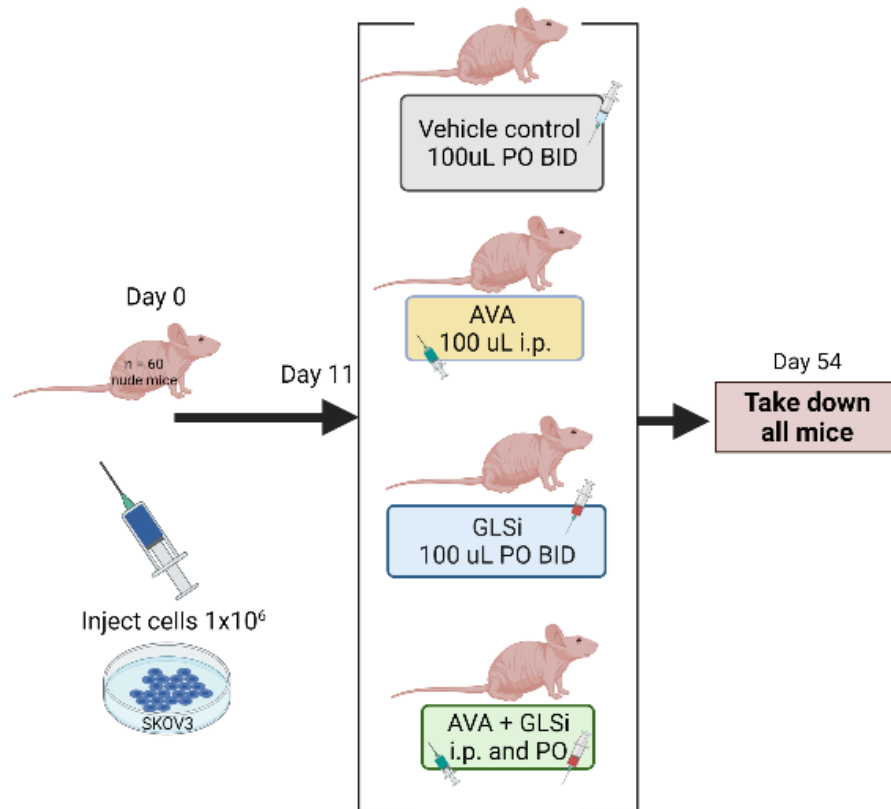 Day 0
n = 60
nude mice
Inject cells 1x10⁶
SKOV3
Day 11
Vehicle control
100uL PO BID
AVA
100 uL i.p.
GLSi
100 uL PO BID
AVA + GLSi
i.p. and PO
Day 54
Take down
all mice